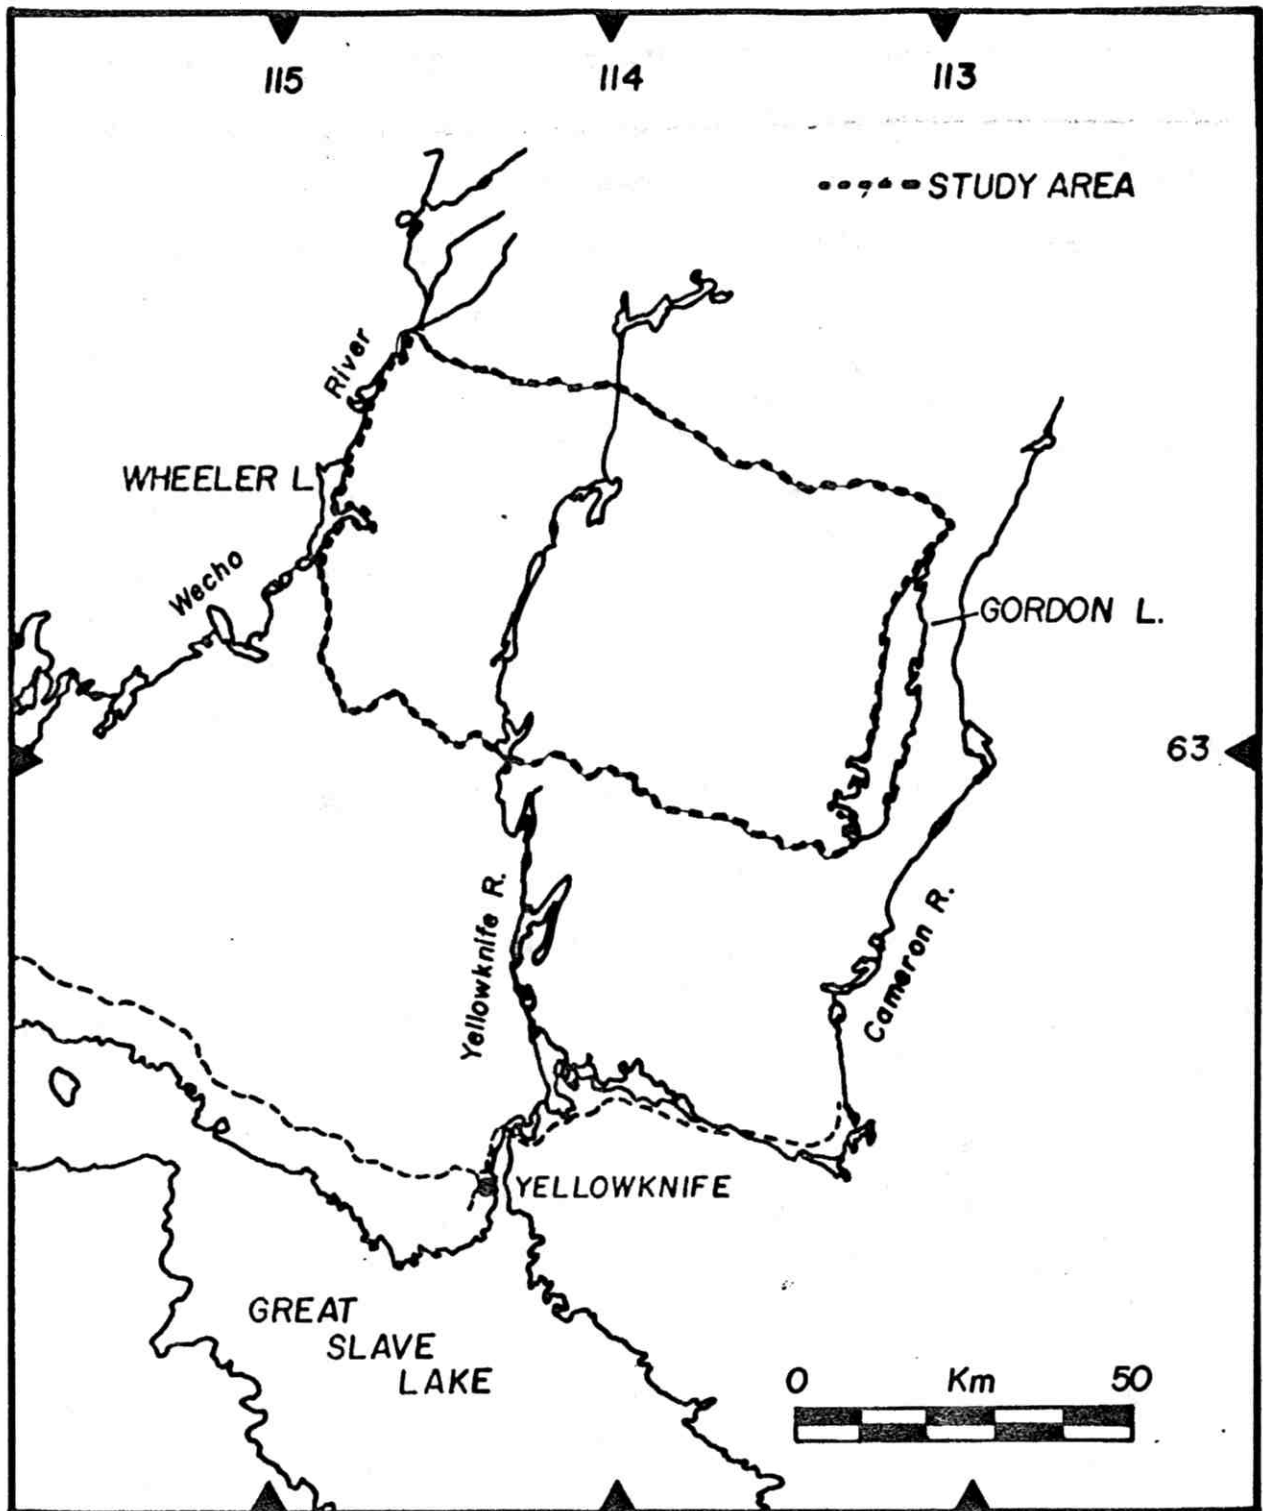 115
114
113
STUDY AREA
River
WHEELER L.
Wecho
GORDON L.
63
Yellowknife R.
Cameron R.
YELLOWKNIFE
GREAT
SLAVE
LAKE
0 Km 50